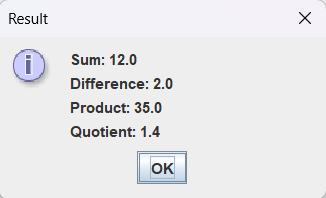 Result
Sum: 12.0
Difference: 2.0
Product: 35.0
Quotient: 1.4
OK